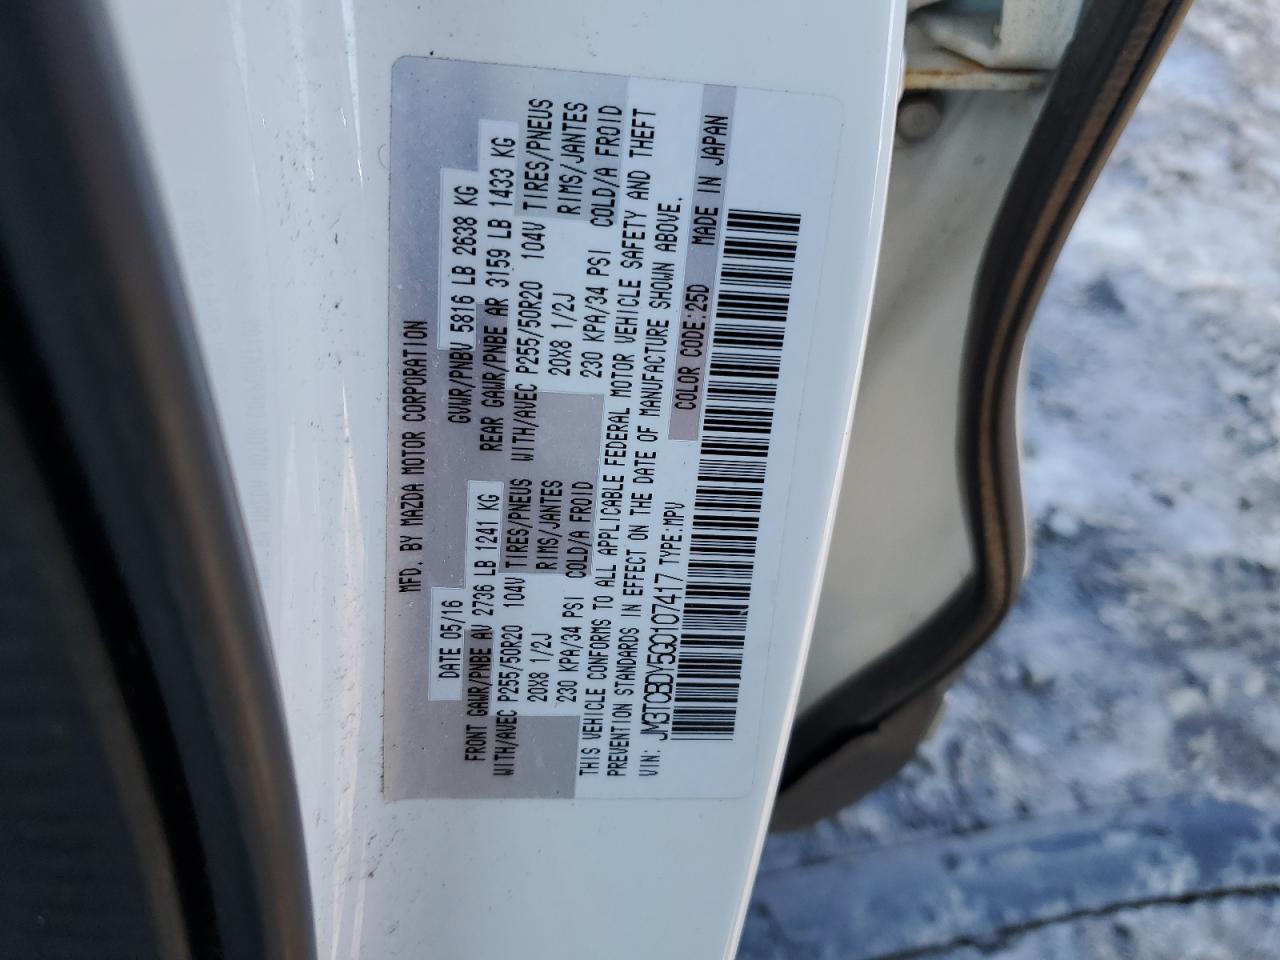 MFD. BY MAZDA MOTOR CORPORATION
DATE 05/16 GVWR/PNBV 5816 LB 2638 KG
FRONT GAWR/PNBE AV 2736 LB 1241 KG REAR GAWR/PNBE AR 3159 LB 1433 KG
WITH/AVEC P255/50R20 104V TIRES/PNEUS WITH/AVEC P255/50R20 104V TIRES/PNEUS
20X8 1/2J RIMS/JANTES 20X8 1/2J RIMS/JANTES
230 KPA/34 PSI COLD/A FROID 230 KPA/34 PSI COLD/A FROID
THIS VEHICLE CONFORMS TO ALL APPLICABLE FEDERAL MOTOR VEHICLE SAFETY AND THEFT
PREVENTION STANDARDS IN EFFECT ON THE DATE OF MANUFACTURE SHOWN ABOVE.
VIN: JM3TCBDY5G0107417 TYPE:MPV COLOR CODE:25D MADE IN JAPAN